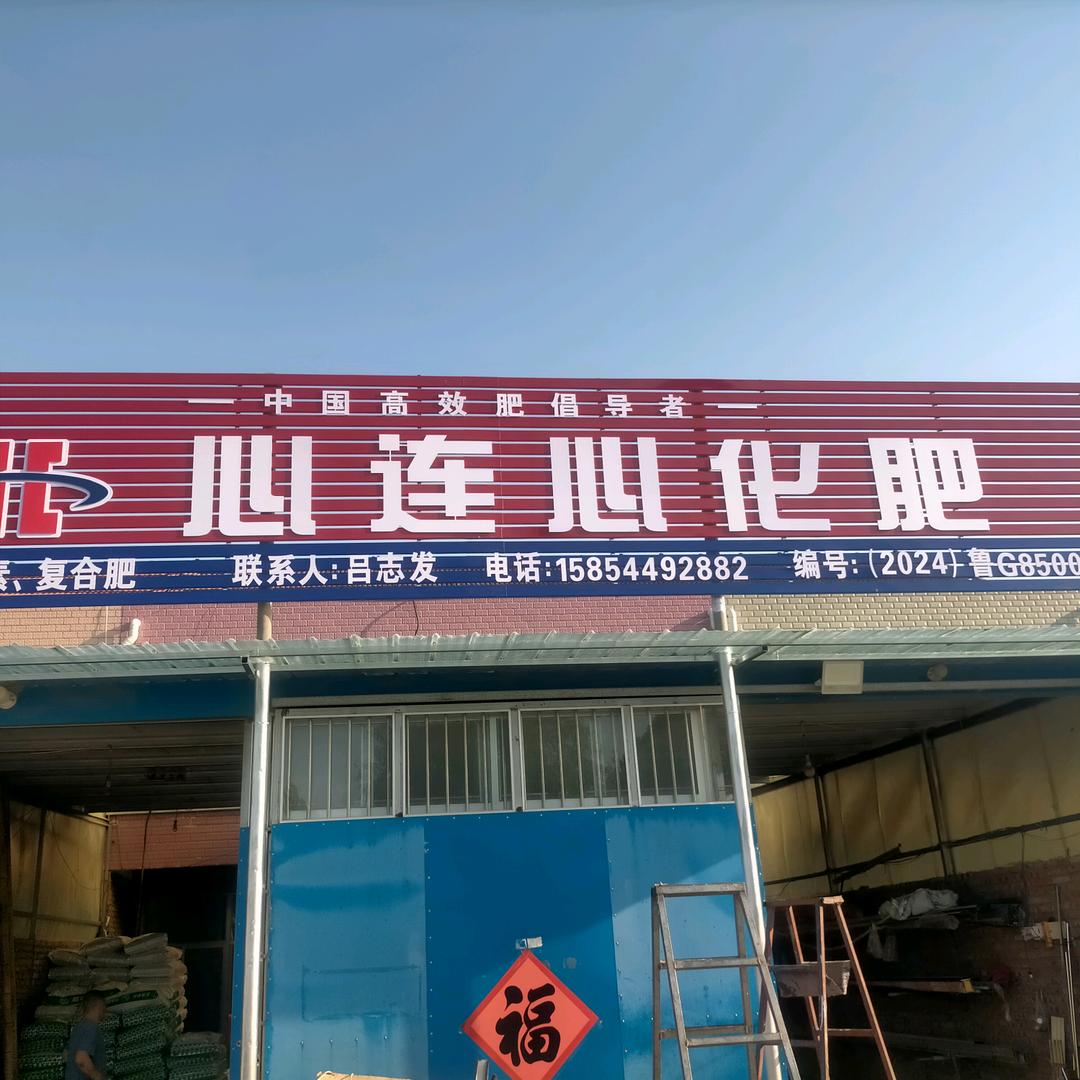 中国高效肥倡导者
心连心化肥
素、复合肥 联系人:吕志发 电话:15854492882 编号:(2024)鲁G8500
福